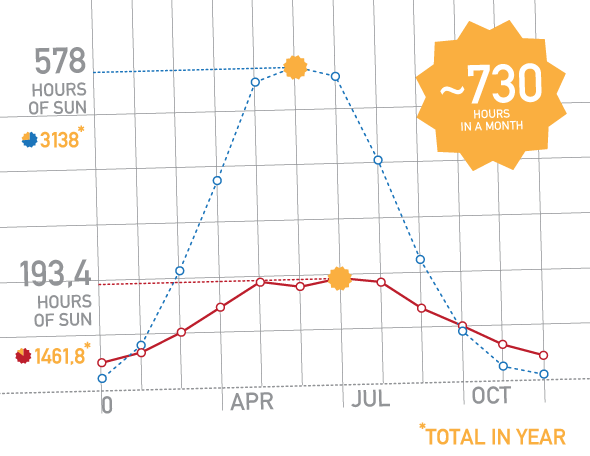 578
HOURS
OF SUN
3138*
~730
HOURS
IN A MONTH
193,4
HOURS
OF SUN
1461,8*
0 APR JUL OCT
*TOTAL IN YEAR